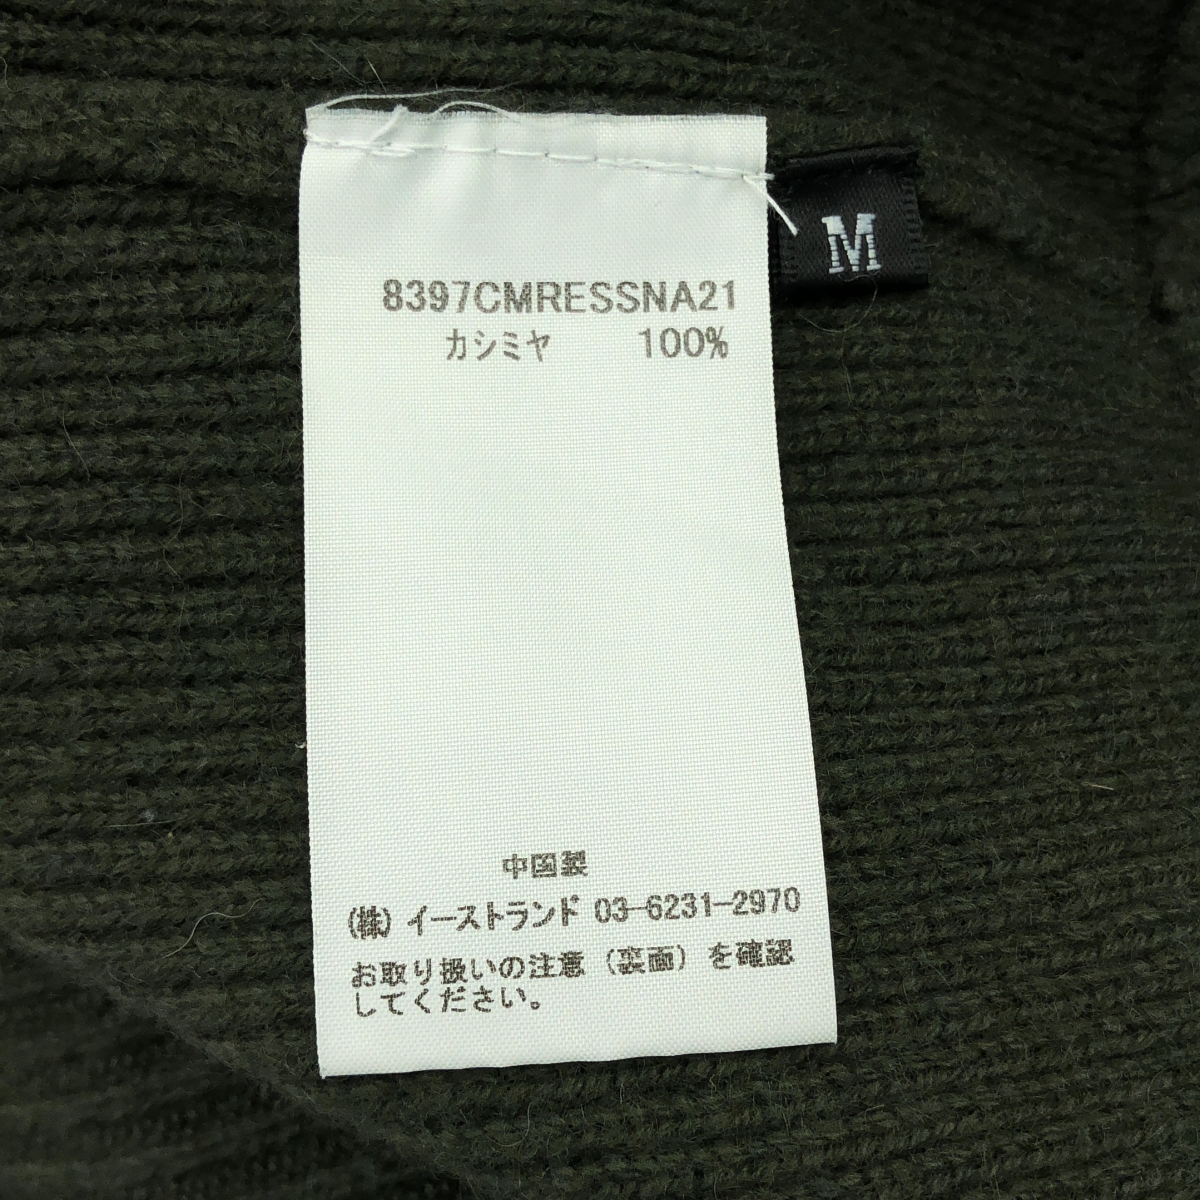 M
8397CMRESSNA21
カシミヤ 100%
中国製
(株) イーストランド 03-6231-2970
お取り扱いの注意（裏面）を確認
してください。